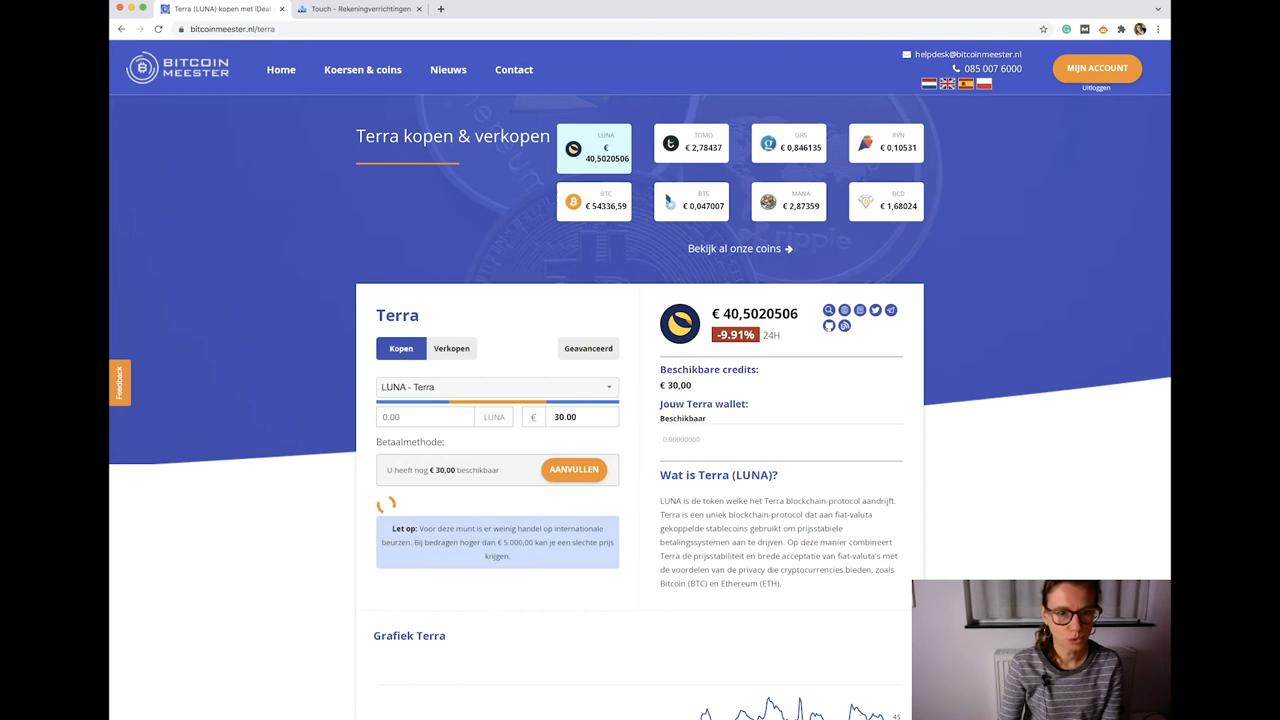 Terra (LUNA) kopen met iDeal
Touch - Rekeningverrichtingen
bitcoinmeester.nl/terra
BITCOIN
MEESTER
Home
Koersen & coins
Nieuws
Contact
helpdesk@bitcoinmeester.nl
085 007 6000
MIJN ACCOUNT
Uitloggen
Terra kopen & verkopen
LUNA
€
40,5020506
TOMO
€ 2,78437
GRS
€ 0,846135
RVN
€ 0,10531
BTC
€ 54336,59
BTS
€ 0,047007
MANA
€ 2,87359
BCD
€ 1,68024
Bekijk al onze coins
ripple
Feedback
Terra
Kopen
Verkopen
Geavanceerd
LUNA - Terra
0.00
LUNA
€
30.00
Betaalmethode:
U heeft nog € 30,00 beschikbaar
AANVULLEN
Let op: Voor deze munt is er weinig handel op internationale
beurzen. Bij bedragen hoger dan € 5.000,00 kan je een slechte prijs
krijgen.
€ 40,5020506
-9.91% 24H
Beschikbare credits:
€ 30,00
Jouw Terra wallet:
Beschikbaar
0.00000000
Wat is Terra (LUNA)?
LUNA is de token welke het Terra blockchain-protocol aandrijft.
Terra is een uniek blockchain-protocol dat aan fiat-valuta
gekoppelde stablecoins gebruikt om prijsstabiele
betalingssystemen aan te drijven. Op deze manier combineert
Terra de prijsstabiliteit en brede acceptatie van fiat-valuta's met
de voordelen van de privacy die cryptocurrencies bieden, zoals
Bitcoin (BTC) en Ethereum (ETH).
Grafiek Terra
45